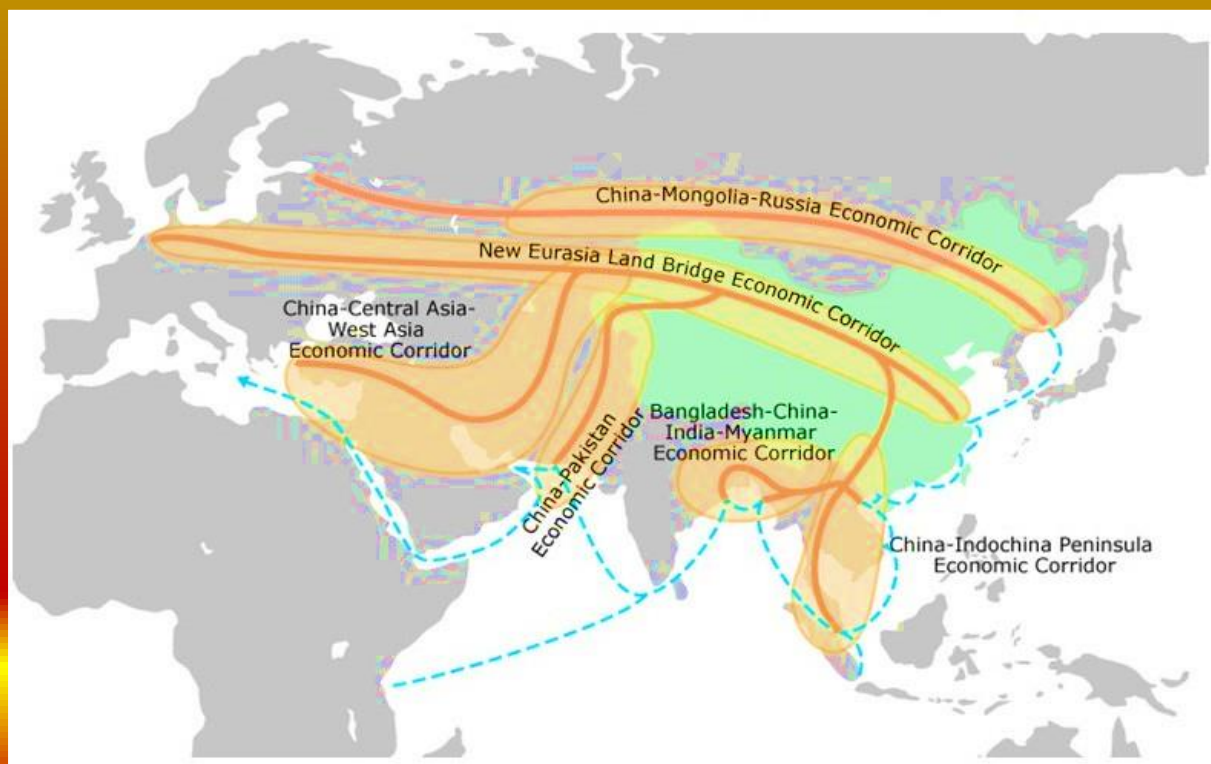 China-Mongolia-Russia Economic Corridor
New Eurasia Land Bridge Economic Corridor
China-Central Asia-
West Asia
Economic Corridor
China-Pakistan
Economic Corridor
Bangladesh-China-
India-Myanmar
Economic Corridor
China-Indochina Peninsula
Economic Corridor